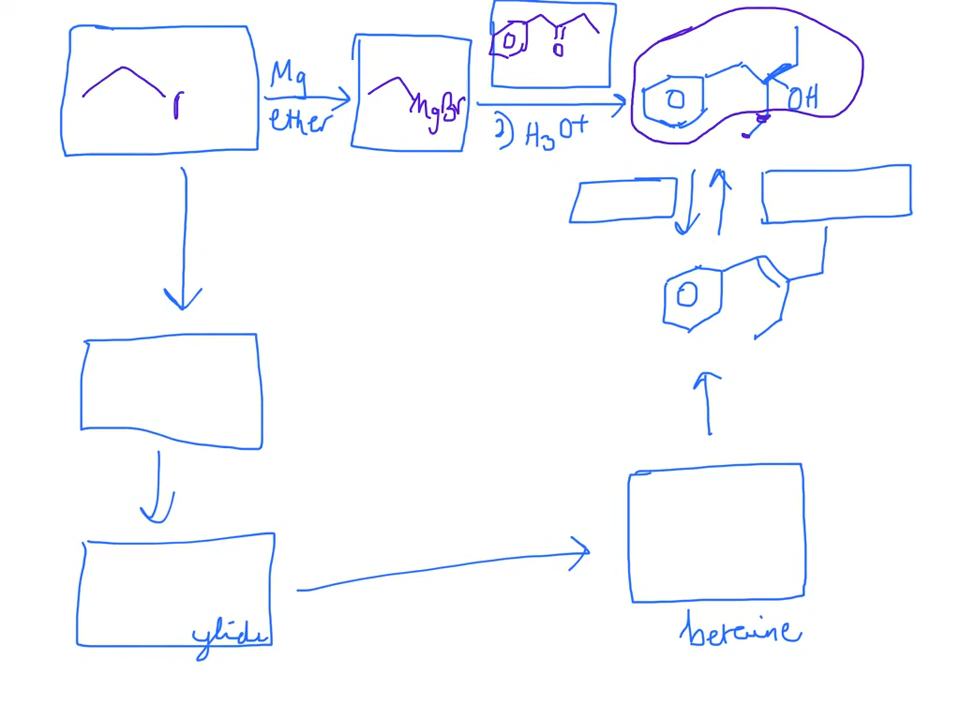 Mg
ether
MgBr
O
2) H3O+
OH
ylide
betaine